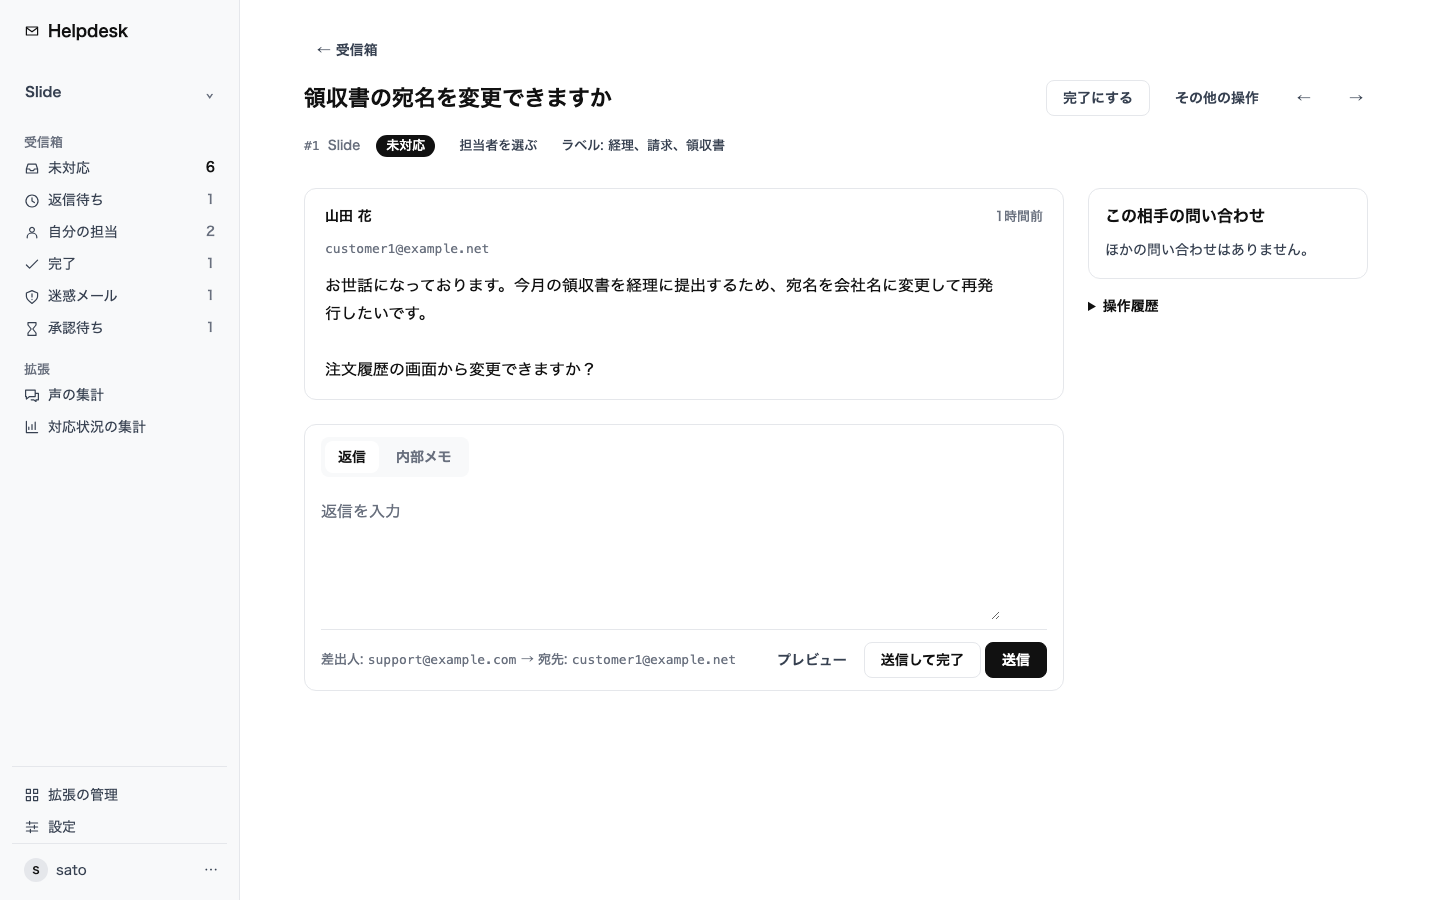 Helpdesk
Slide
受信箱
未対応 6
返信待ち 1
自分の担当 2
完了 1
迷惑メール 1
承認待ち 1
拡張
声の集計
対応状況の集計
拡張の管理
設定
S sato ...
← 受信箱
領収書の宛名を変更できますか
完了にする その他の操作 ← →
#1 Slide 未対応 担当者を選ぶ ラベル: 経理、請求、領収書
山田 花 1時間前
customer1@example.net
お世話になっております。今月の領収書を経理に提出するため、宛名を会社名に変更して再発
行したいです。
注文履歴の画面から変更できますか？
返信 内部メモ
返信を入力
差出人: support@example.com → 宛先: customer1@example.net プレビュー 送信して完了 送信
この相手の問い合わせ
ほかの問い合わせはありません。
▶ 操作履歴